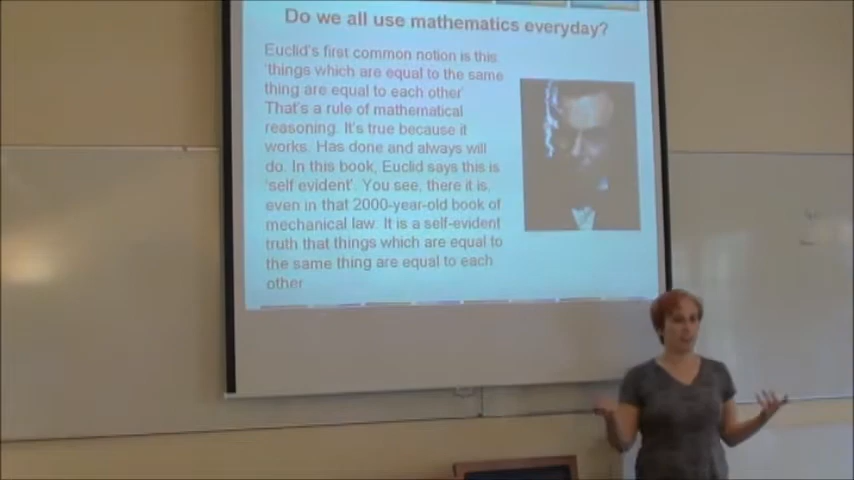 Do we all use mathematics everyday?
Euclid's first common notion is this:
'things which are equal to the same
thing are equal to each other'
That's a rule of mathematical
reasoning. It's true because it
works. Has done and always will
do. In this book, Euclid says this is
'self evident'. You see, there it is,
even in that 2000-year-old book of
mechanical law. It is a self-evident
truth that things which are equal to
the same thing are equal to each
other